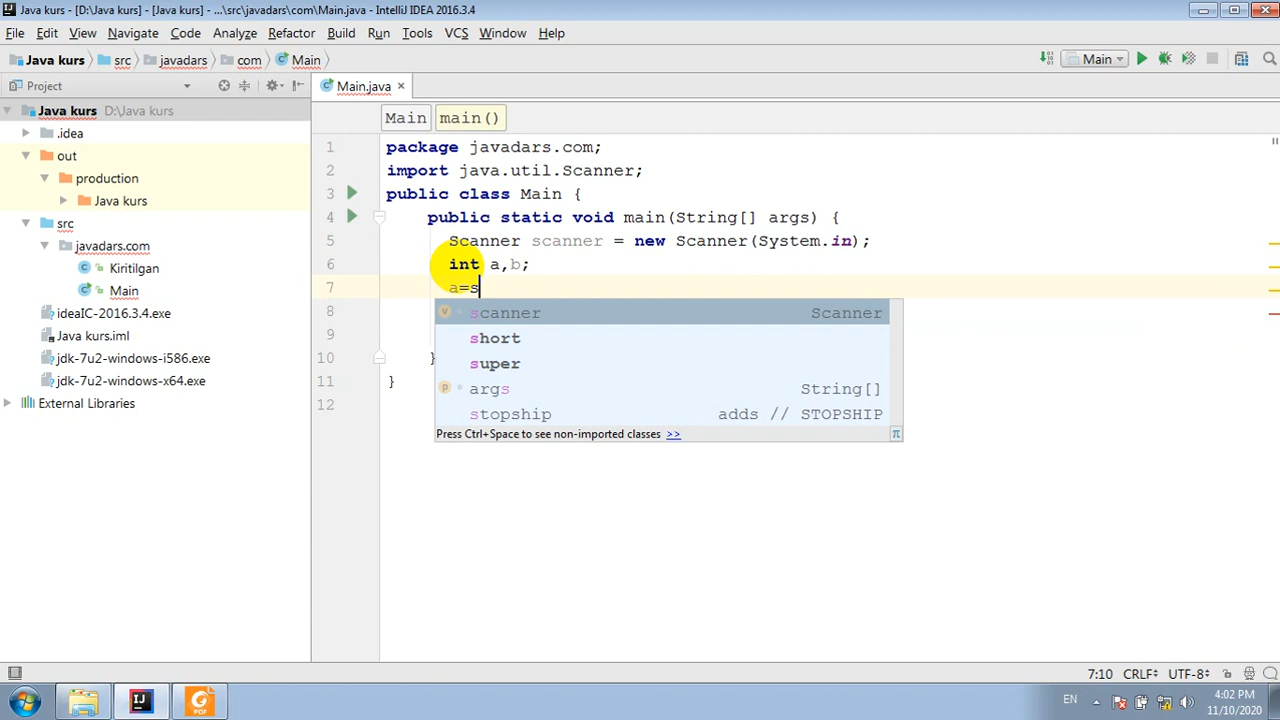 Java kurs - [D:\Java kurs] - [Java kurs] - ...\src\javadars\com\Main.java - IntelliJ IDEA 2016.3.4
File Edit View Navigate Code Analyze Refactor Build Run Tools VCS Window Help
Java kurs src javadars com Main Main
Project Main.java
Java kurs D:\Java kurs
.idea
out
production
Java kurs
src
javadars.com
Kiritilgan
Main
ideaIC-2016.3.4.exe
Java kurs.iml
jdk-7u2-windows-i586.exe
jdk-7u2-windows-x64.exe
External Libraries
Main main()
1 package javadars.com;
2 import java.util.Scanner;
3 public class Main {
4 public static void main(String[] args) {
5 Scanner scanner = new Scanner(System.in);
6 int a,b;
7 a=s
8
9
10 }
11 }
12
scanner Scanner
short
super
args String[]
stopship adds // STOPSHIP
Press Ctrl+Space to see non-imported classes >> π
7:10 CRLF UTF-8
PDF
EN
4:02 PM
11/10/2020